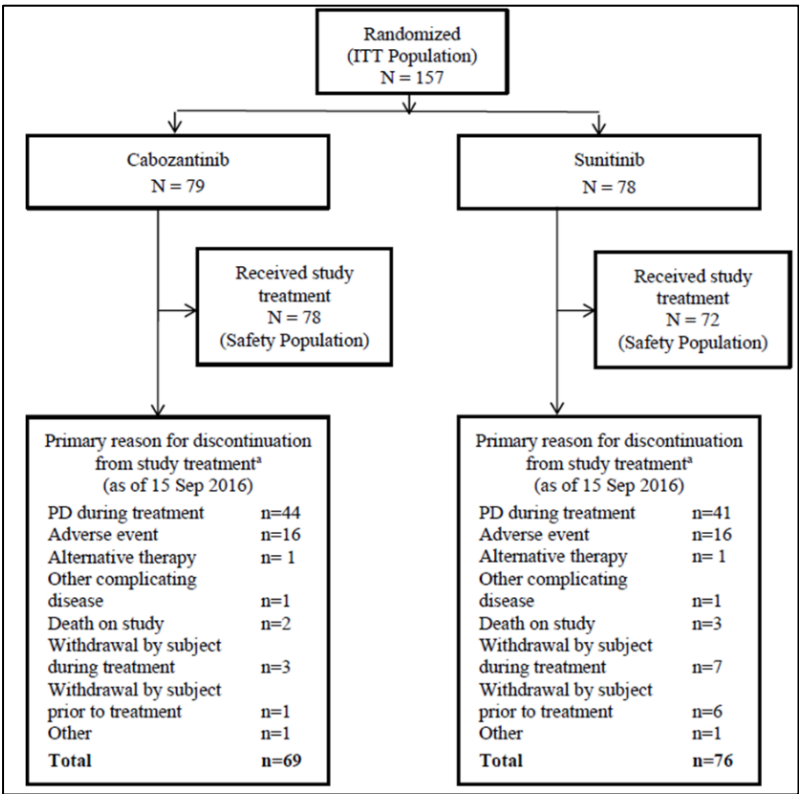 Randomized
(ITT Population)
N = 157
Cabozantinib
N = 79
Sunitinib
N = 78
Received study
treatment
N = 78
(Safety Population)
Received study
treatment
N = 72
(Safety Population)
Primary reason for discontinuation
from study treatmentᵃ
(as of 15 Sep 2016)
PD during treatment n=44
Adverse event n=16
Alternative therapy n= 1
Other complicating
disease n=1
Death on study n=2
Withdrawal by subject
during treatment n=3
Withdrawal by subject
prior to treatment n=1
Other n=1
Total n=69
Primary reason for discontinuation
from study treatmentᵃ
(as of 15 Sep 2016)
PD during treatment n=41
Adverse event n=16
Alternative therapy n= 1
Other complicating
disease n=1
Death on study n=3
Withdrawal by subject
during treatment n=7
Withdrawal by subject
prior to treatment n=6
Other n=1
Total n=76